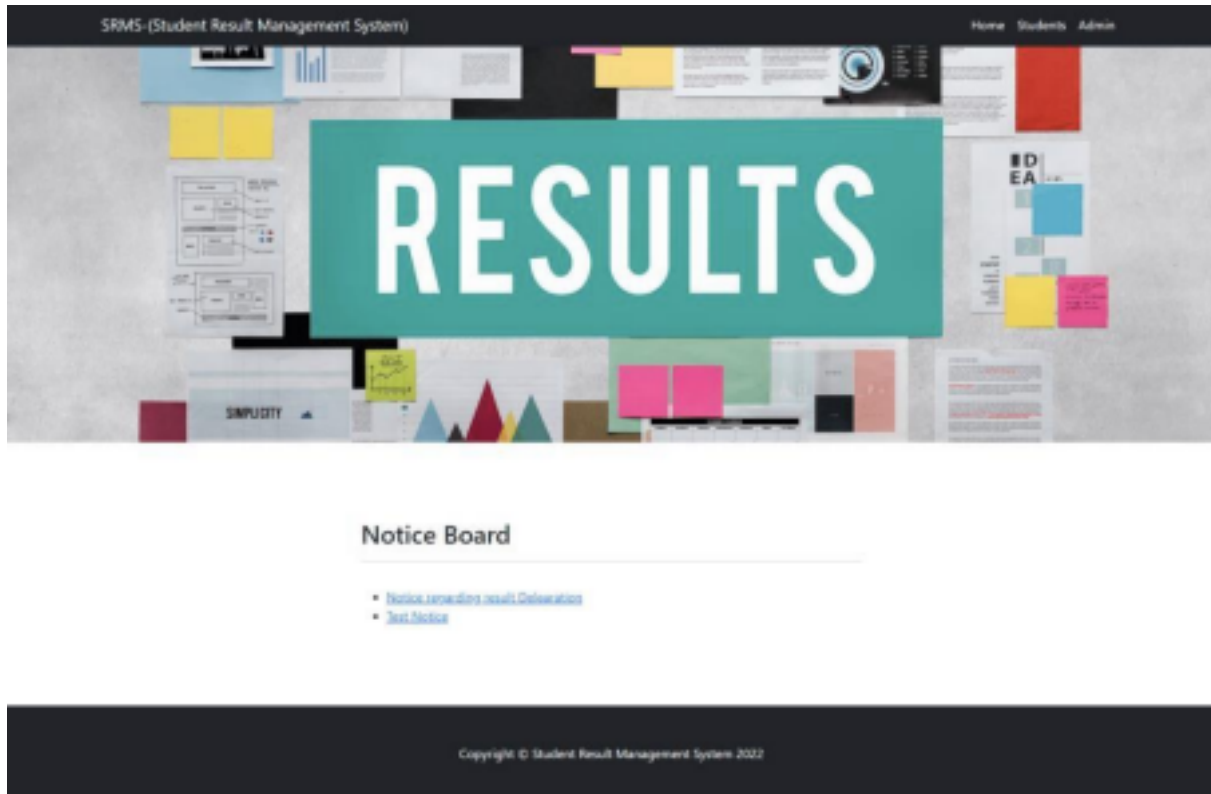 SRMS-(Student Result Management System)
Home Students Admin
RESULTS
IDEA
SIMPLICITY
Notice Board
Notice regarding result Delearation
Test Notice
Copyright © Student Result Management System 2022